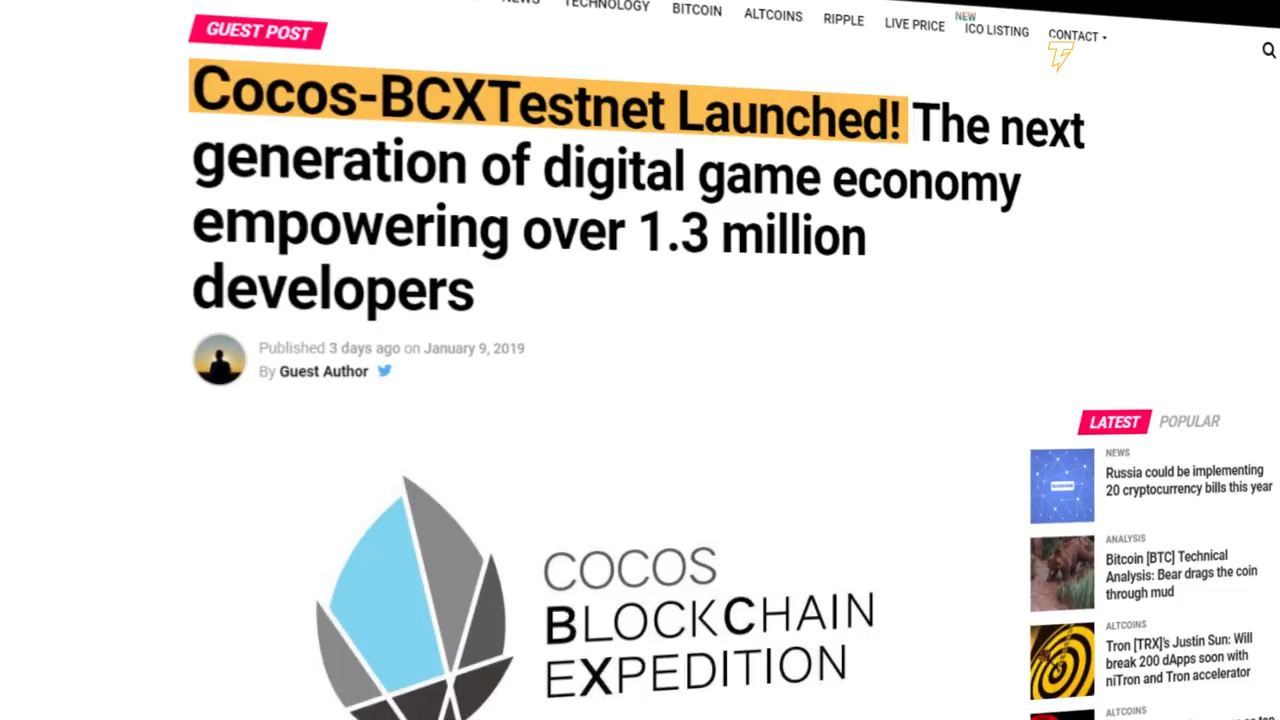 NEWS
TECHNOLOGY
BITCOIN
ALTCOINS
RIPPLE
LIVE PRICE
NEW
ICO LISTING
CONTACT
GUEST POST
Cocos-BCXTestnet Launched! The next
generation of digital game economy
empowering over 1.3 million
developers
Published 3 days ago on January 9, 2019
By Guest Author
COCOS
BLOCKCHAIN
EXPEDITION
LATEST
POPULAR
NEWS
Russia could be implementing
20 cryptocurrency bills this year
ANALYSIS
Bitcoin [BTC] Technical
Analysis: Bear drags the coin
through mud
ALTCOINS
Tron [TRX]'s Justin Sun: Will
break 200 dApps soon with
niTron and Tron accelerator
ALTCOINS